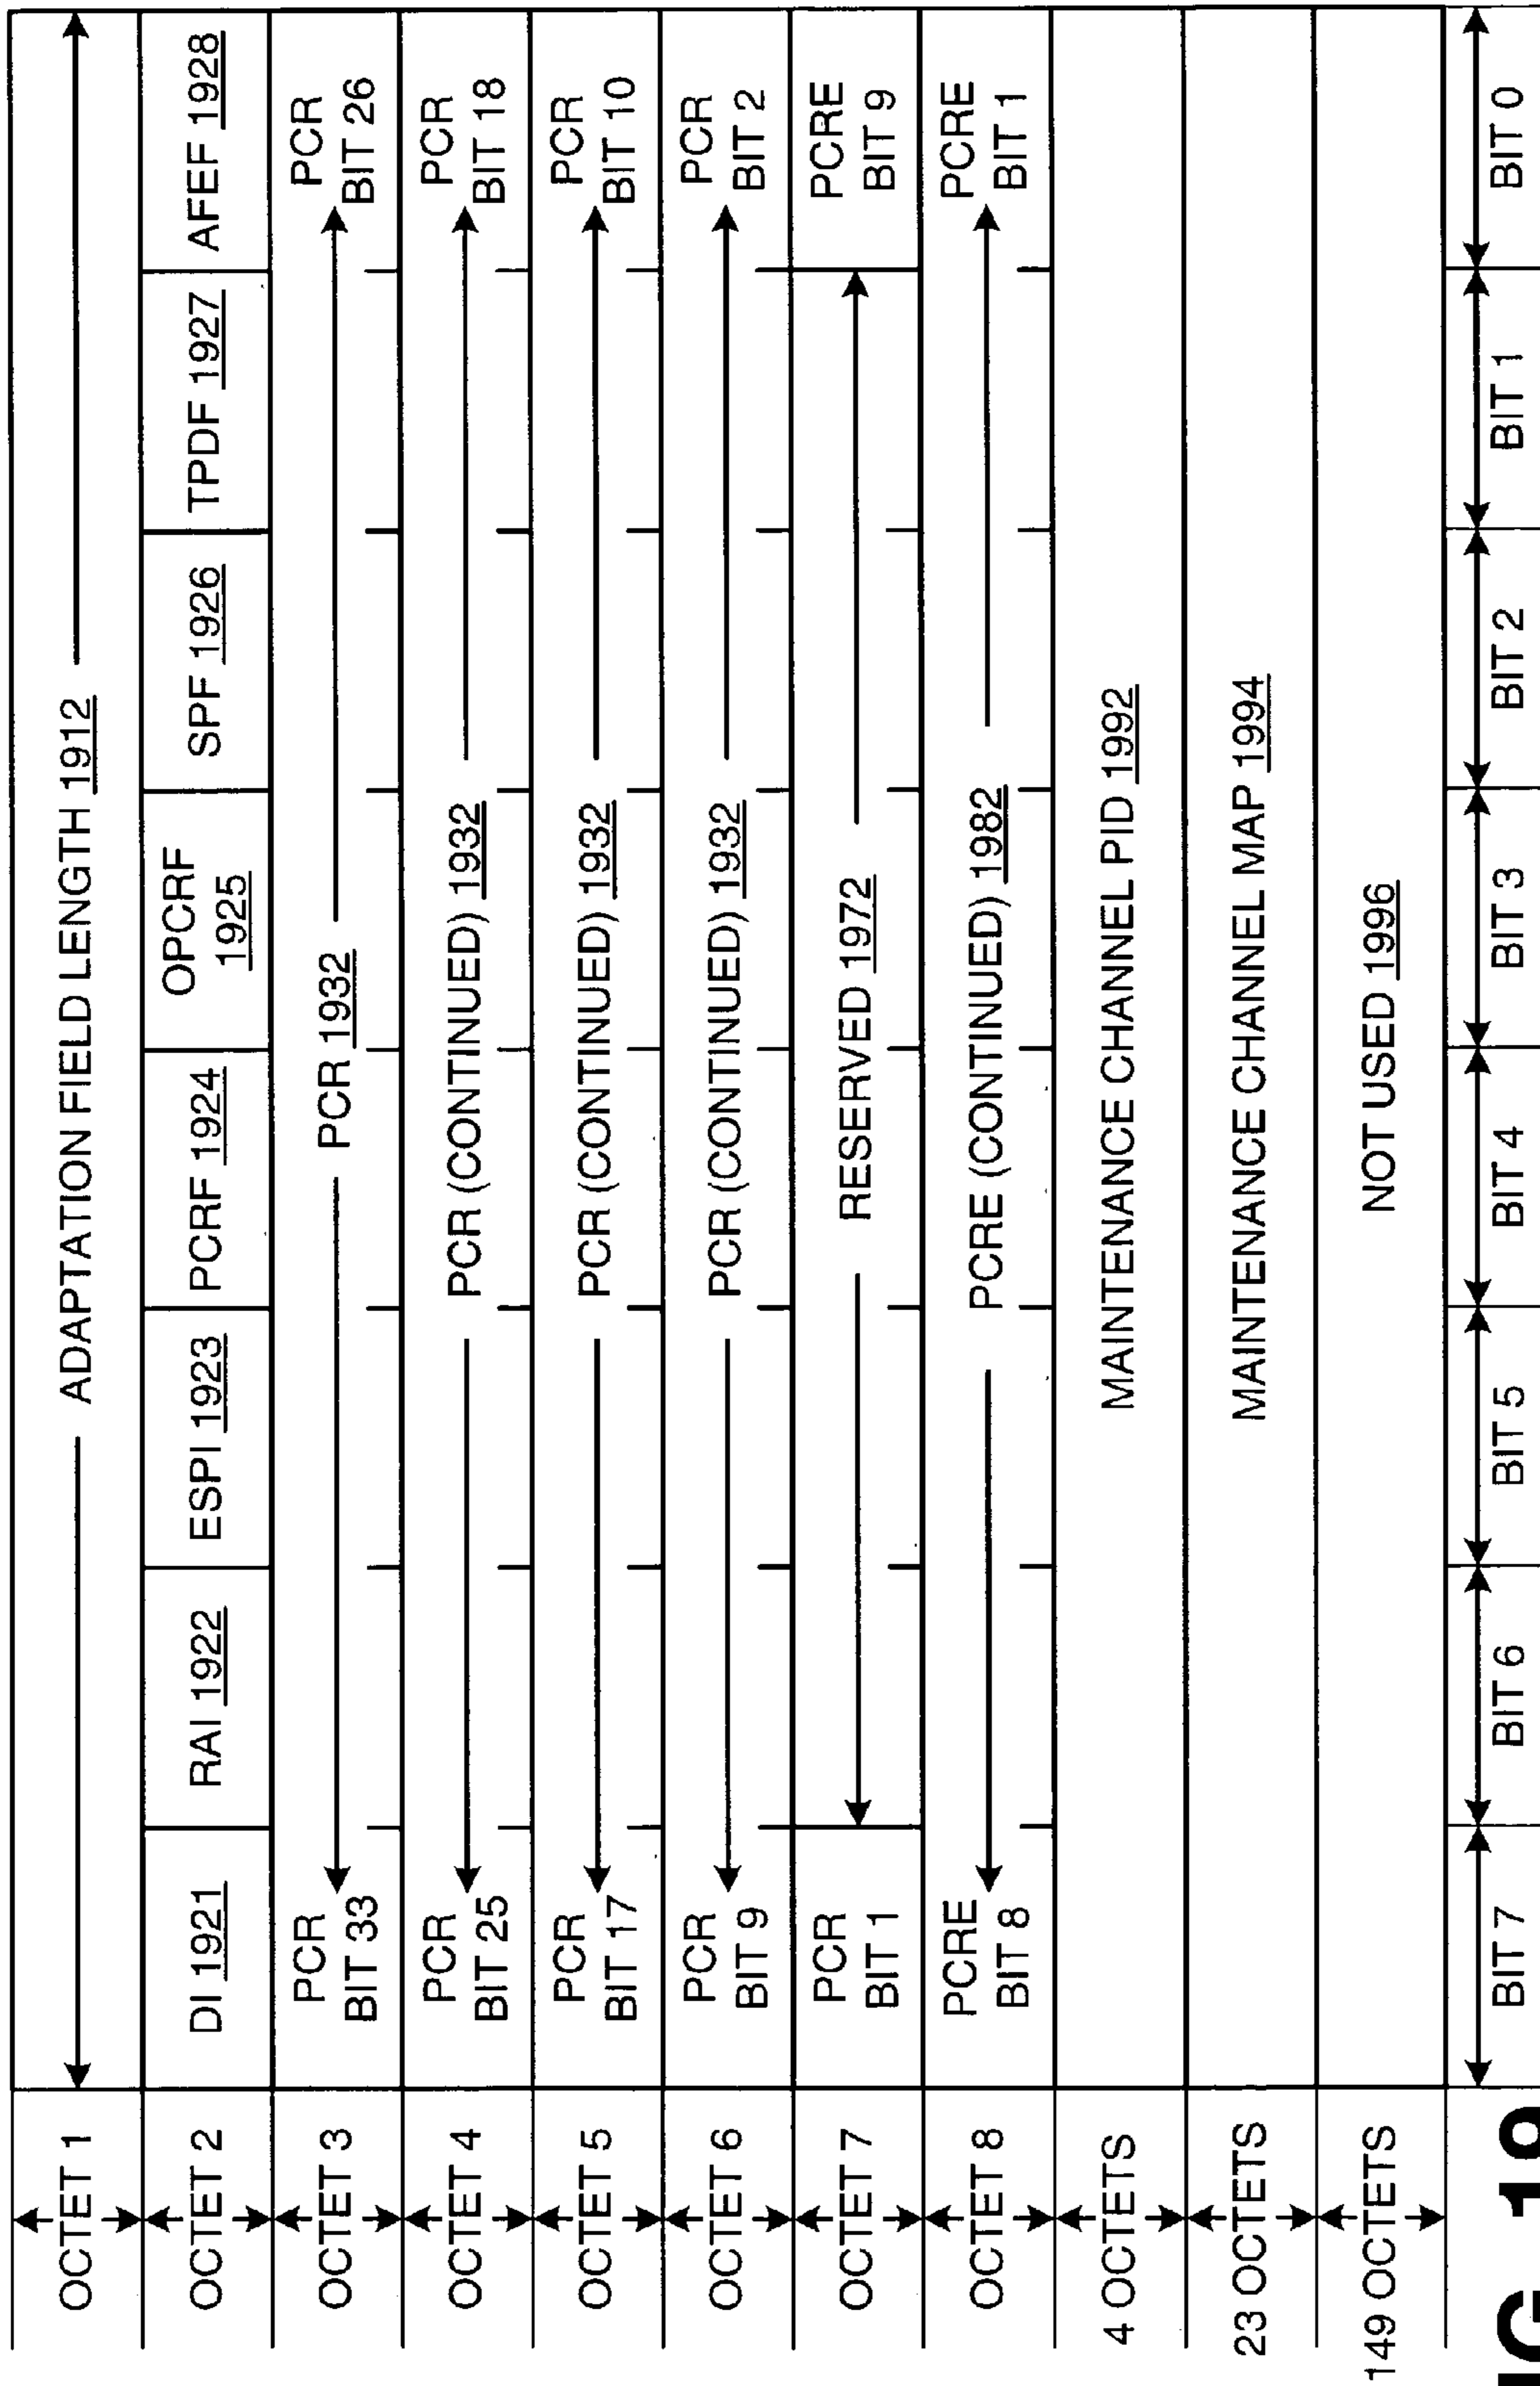 OCTET 1
ADAPTATION FIELD LENGTH 1912
OCTET 2
DI 1921
RAI 1922
ESPI 1923
PCRF 1924
OPCRF
1925
SPF 1926
TPDF 1927
AFEF 1928
OCTET 3
PCR
BIT 33
PCR 1932
PCR
BIT 26
OCTET 4
PCR
BIT 25
PCR (CONTINUED) 1932
PCR
BIT 18
OCTET 5
PCR
BIT 17
PCR (CONTINUED) 1932
PCR
BIT 10
OCTET 6
PCR
BIT 9
PCR (CONTINUED) 1932
PCR
BIT 2
OCTET 7
PCR
BIT 1
RESERVED 1972
PCRE
BIT 9
OCTET 8
PCRE
BIT 8
PCRE (CONTINUED) 1982
PCRE
BIT 1
4 OCTETS
MAINTENANCE CHANNEL PID 1992
23 OCTETS
MAINTENANCE CHANNEL MAP 1994
149 OCTETS
NOT USED 1996
BIT 7
BIT 6
BIT 5
BIT 4
BIT 3
BIT 2
BIT 1
BIT 0